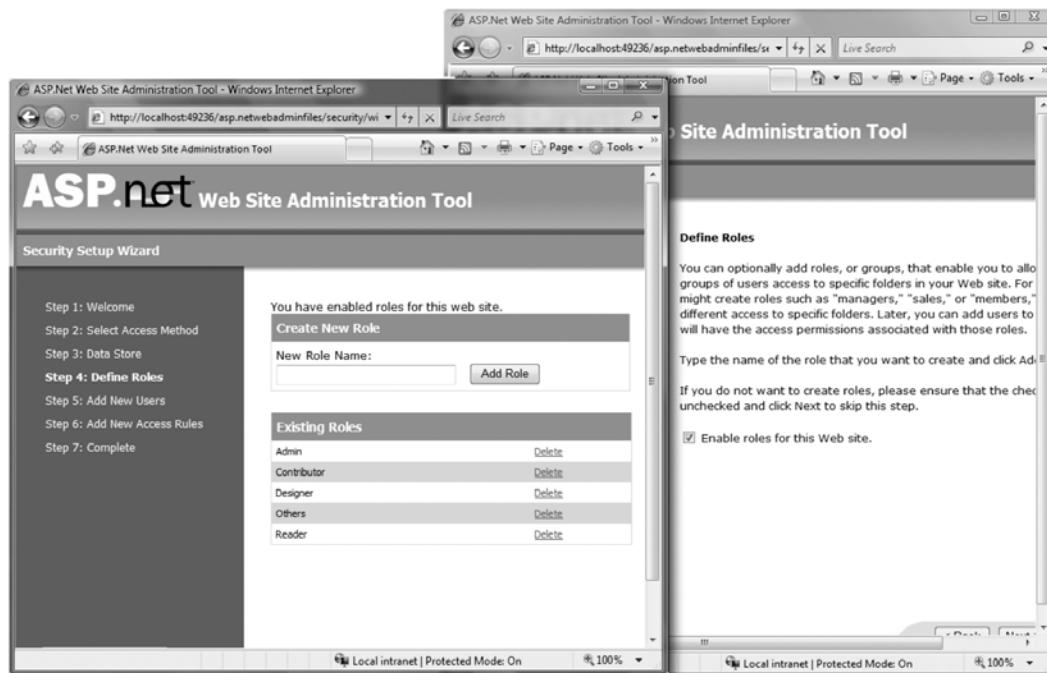 ASP.Net Web Site Administration Tool - Windows Internet Explorer
http://localhost:49236/asp.netwebadminfiles/se
Live Search
Tool
Page
Tools
Site Administration Tool
Define Roles
You can optionally add roles, or groups, that enable you to allo
groups of users access to specific folders in your Web site. For
might create roles such as "managers," "sales," or "members,"
different access to specific folders. Later, you can add users to
will have the access permissions associated with those roles.
Type the name of the role that you want to create and click Ad
If you do not want to create roles, please ensure that the chec
unchecked and click Next to skip this step.
Enable roles for this Web site.
Local intranet | Protected Mode: On
100%
ASP.Net Web Site Administration Tool - Windows Internet Explorer
http://localhost:49236/asp.netwebadminfiles/security/wi
Live Search
ASP.Net Web Site Administration Tool
Page
Tools
ASP.net Web Site Administration Tool
Security Setup Wizard
Step 1: Welcome
Step 2: Select Access Method
Step 3: Data Store
Step 4: Define Roles
Step 5: Add New Users
Step 6: Add New Access Rules
Step 7: Complete
You have enabled roles for this web site.
Create New Role
New Role Name:
Add Role
Existing Roles
Admin Delete
Contributor Delete
Designer Delete
Others Delete
Reader Delete
Local intranet | Protected Mode: On
100%